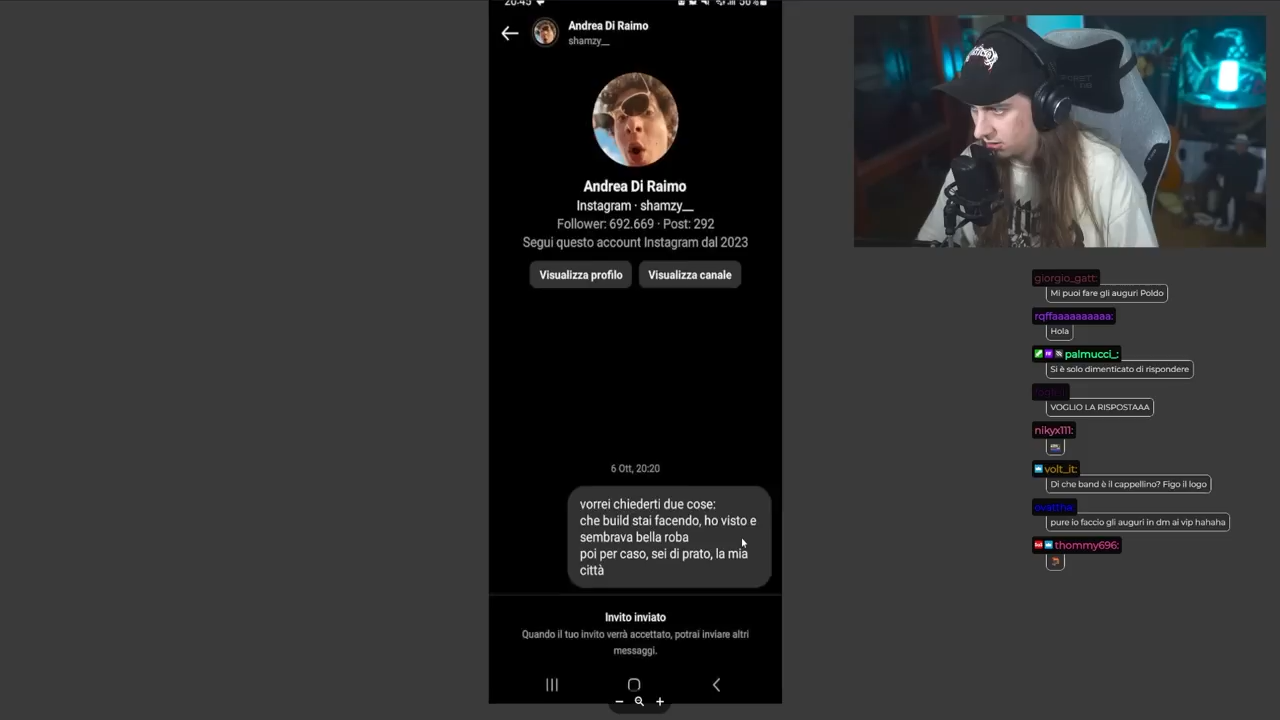 20:45
56%
Andrea Di Raimo
shamzy__
Andrea Di Raimo
Instagram · shamzy__
Follower: 692.669 · Post: 292
Segui questo account Instagram dal 2023
Visualizza profilo
Visualizza canale
6 Ott, 20:20
vorrei chiederti due cose:
che build stai facendo, ho visto e
sembrava bella roba
poi per caso, sei di prato, la mia
città
Invito inviato
Quando il tuo invito verrà accettato, potrai inviare altri
messaggi.
giorgio_gatt:
Mi puoi fare gli auguri Poldo
rqffaaaaaaaaaa:
Hola
palmucci_:
Si è solo dimenticato di rispondere
VOGLIO LA RISPOSTAAA
nikyx111:
volt_it:
Di che band è il cappellino? Figo il logo
pure io faccio gli auguri in dm ai vip hahaha
thommy696: